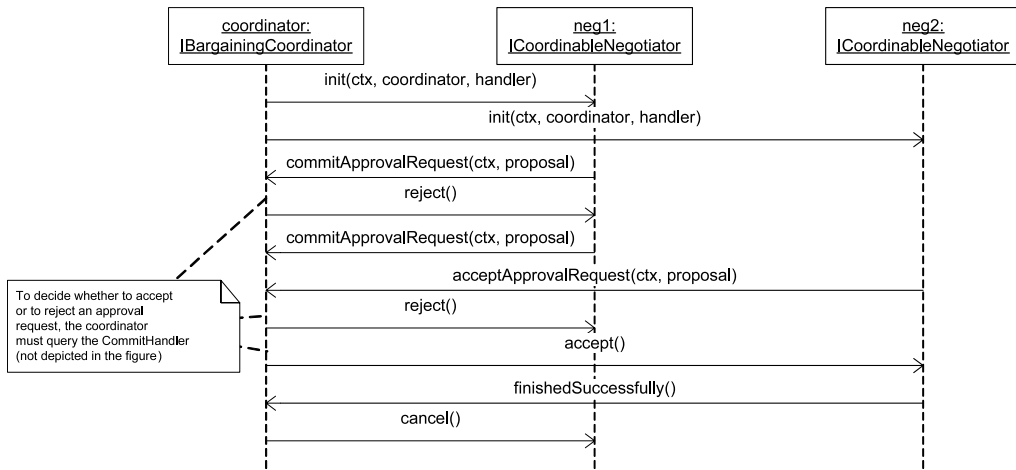 coordinator:
IBargainingCoordinator
neg1:
ICoordinableNegotiator
neg2:
ICoordinableNegotiator
init(ctx, coordinator, handler)
init(ctx, coordinator, handler)
commitApprovalRequest(ctx, proposal)
reject()
commitApprovalRequest(ctx, proposal)
acceptApprovalRequest(ctx, proposal)
To decide whether to accept
or to reject an approval
request, the coordinator
must query the CommitHandler
(not depicted in the figure)
reject()
accept()
finishedSuccessfully()
cancel()